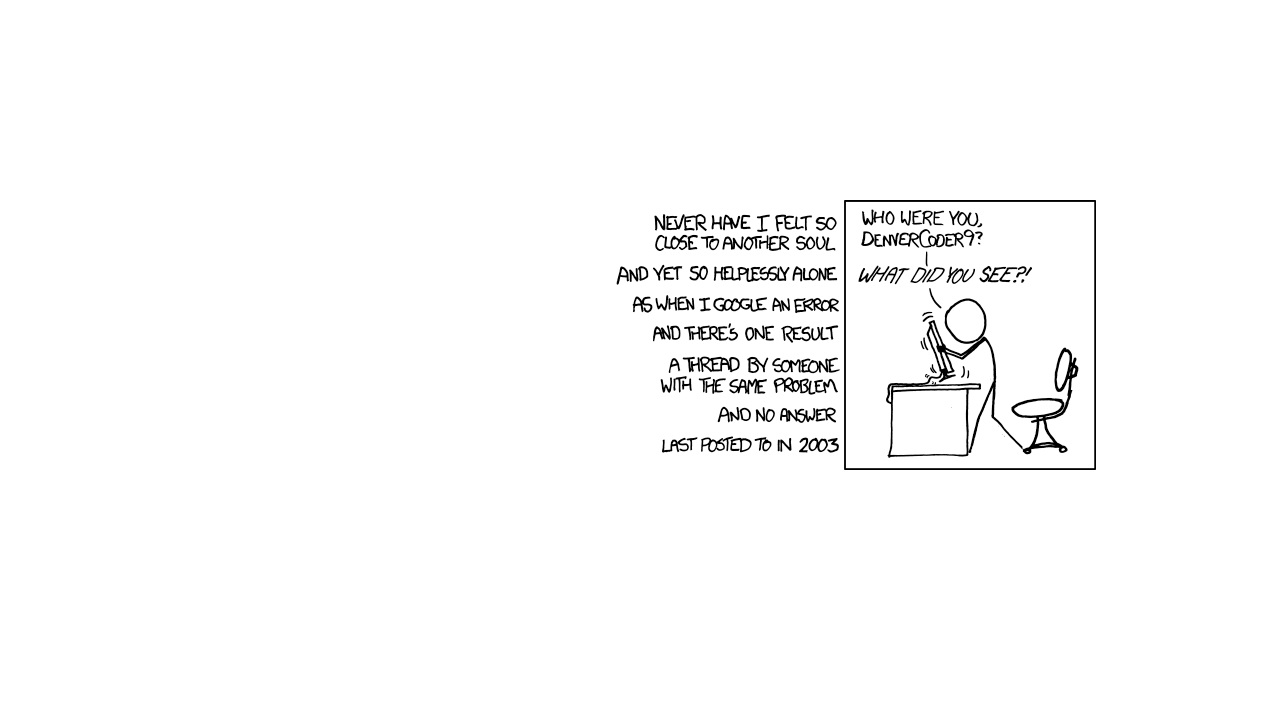 NEVER HAVE I FELT SO
CLOSE TO ANOTHER SOUL
AND YET SO HELPLESSLY ALONE
AS WHEN I GOOGLE AN ERROR
AND THERE'S ONE RESULT
A THREAD BY SOMEONE
WITH THE SAME PROBLEM
AND NO ANSWER
LAST POSTED TO IN 2003
WHO WERE YOU,
DENVERCODER9?
WHAT DID YOU SEE?!